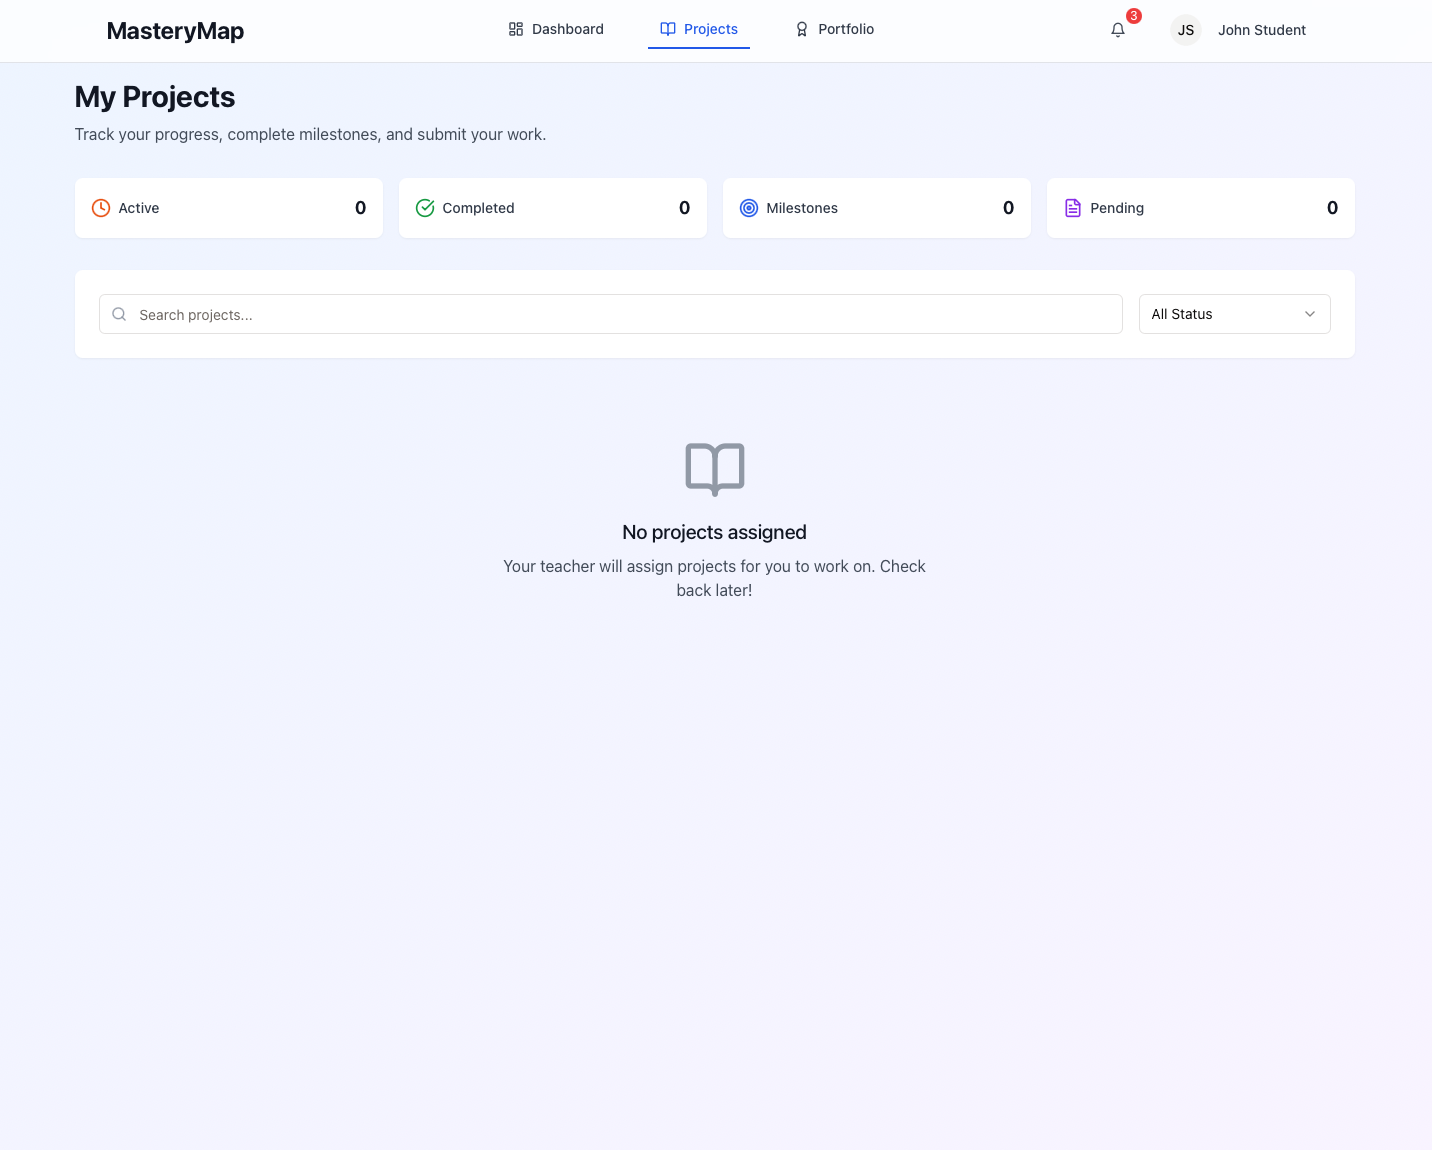 MasteryMap
Dashboard
Projects
Portfolio
3
JS
John Student
My Projects
Track your progress, complete milestones, and submit your work.
Active
0
Completed
0
Milestones
0
Pending
0
Search projects...
All Status
No projects assigned
Your teacher will assign projects for you to work on. Check
back later!